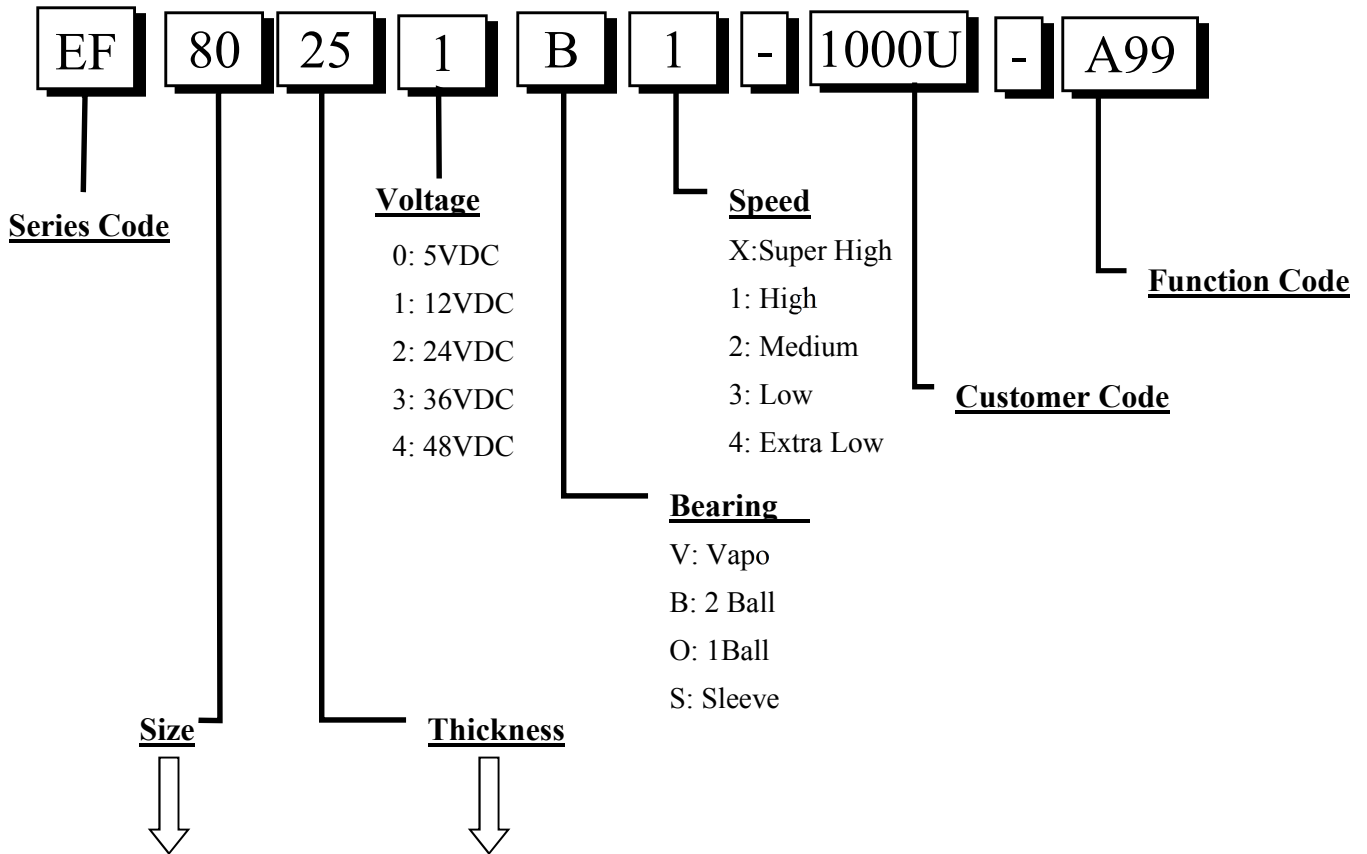 EF 80 25 1 B 1 - 1000U - A99
Series Code
Voltage
0: 5VDC
1: 12VDC
2: 24VDC
3: 36VDC
4: 48VDC
Speed
X:Super High
1: High
2: Medium
3: Low
4: Extra Low
Function Code
Customer Code
Bearing
V: Vapo
B: 2 Ball
O: 1Ball
S: Sleeve
Size
Thickness